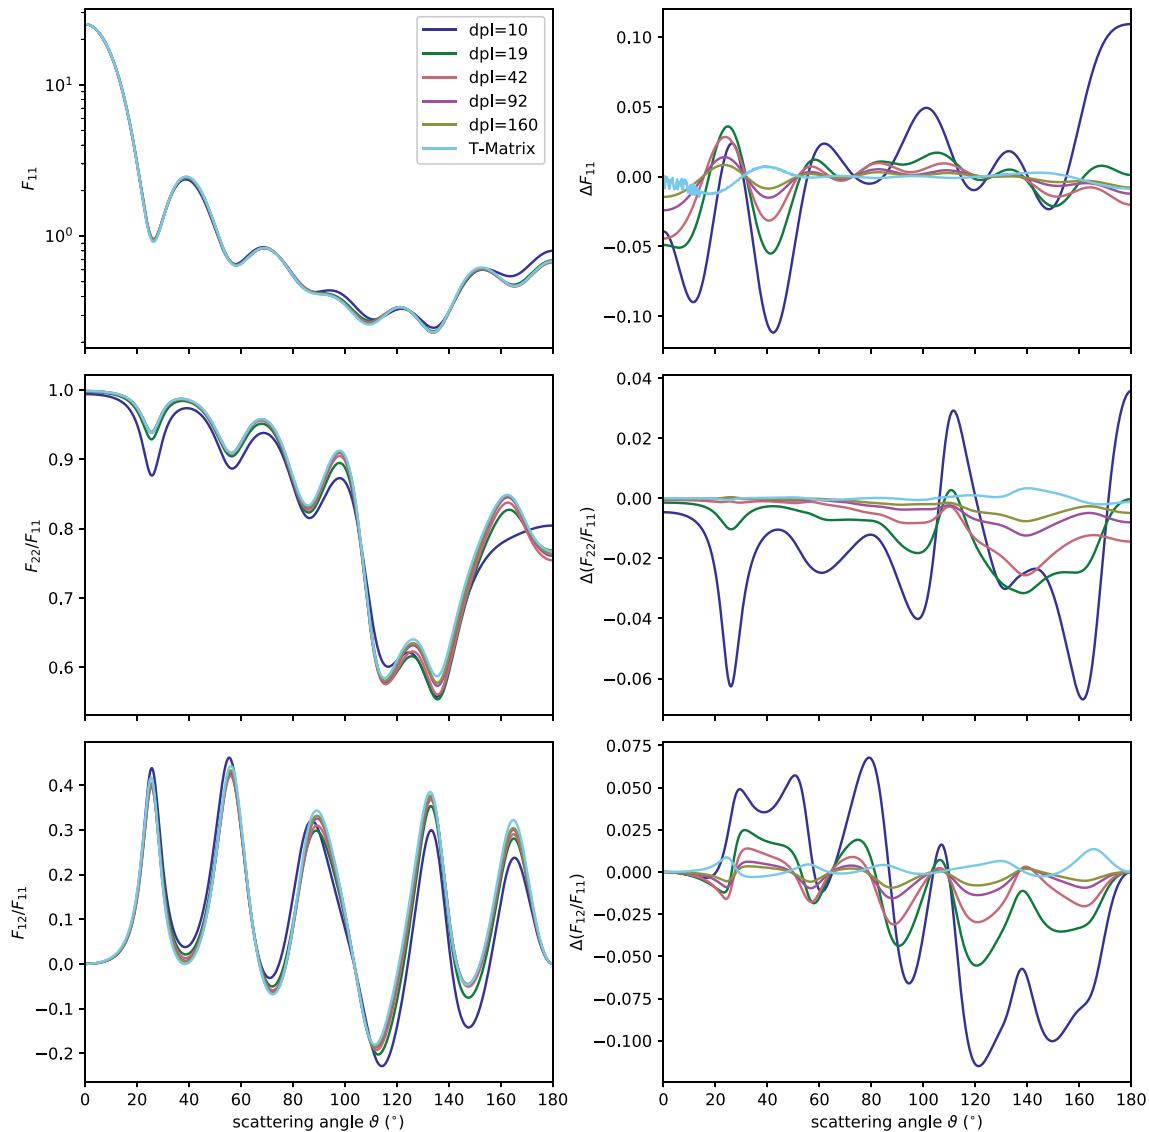 10¹
10⁰
F₁₁
dpl=10
dpl=19
dpl=42
dpl=92
dpl=160
T-Matrix
0.10
0.05
0.00
−0.05
−0.10
ΔF₁₁
1.0
0.9
0.8
0.7
0.6
F₂₂/F₁₁
0.04
0.02
0.00
−0.02
−0.04
−0.06
Δ(F₂₂/F₁₁)
0.4
0.3
0.2
0.1
0.0
−0.1
−0.2
F₁₂/F₁₁
0 20 40 60 80 100 120 140 160 180
scattering angle ϑ (°)
0.075
0.050
0.025
0.000
−0.025
−0.050
−0.075
−0.100
Δ(F₁₂/F₁₁)
0 20 40 60 80 100 120 140 160 180
scattering angle ϑ (°)